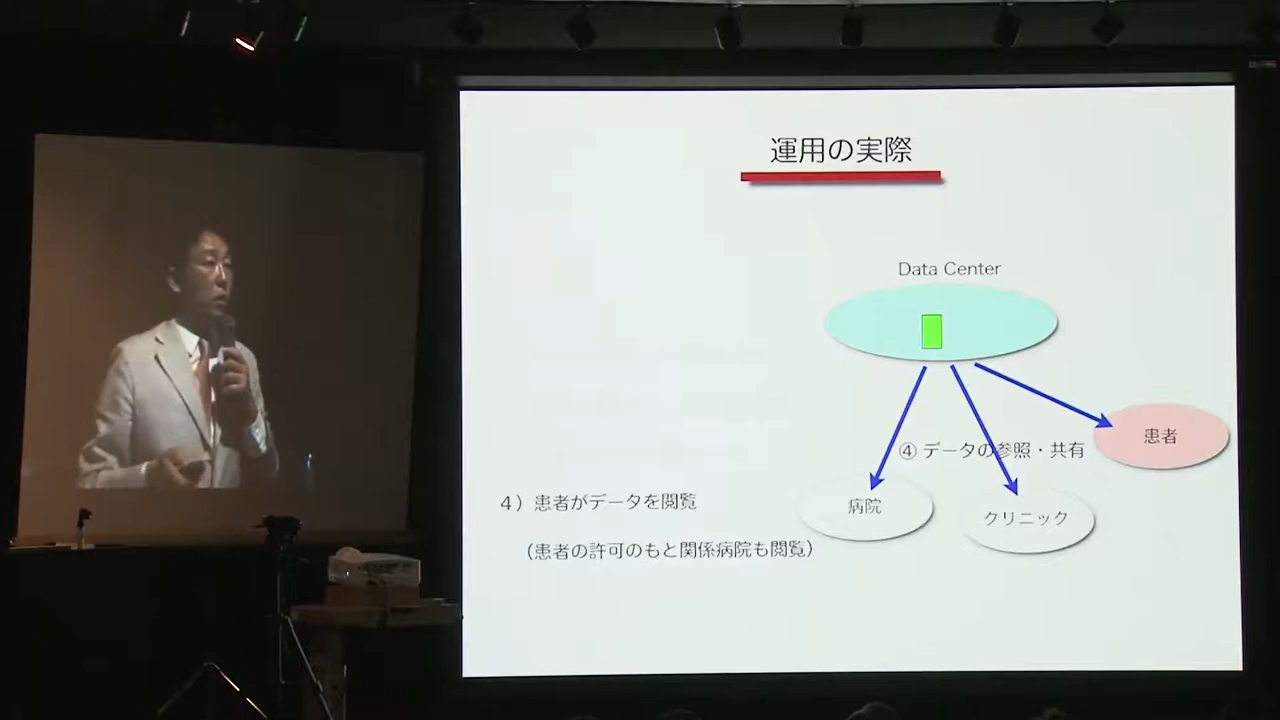 運用の実際
Data Center
患者
④ データの参照・共有
病院
クリニック
４）患者がデータを閲覧
（患者の許可のもと関係病院も閲覧）